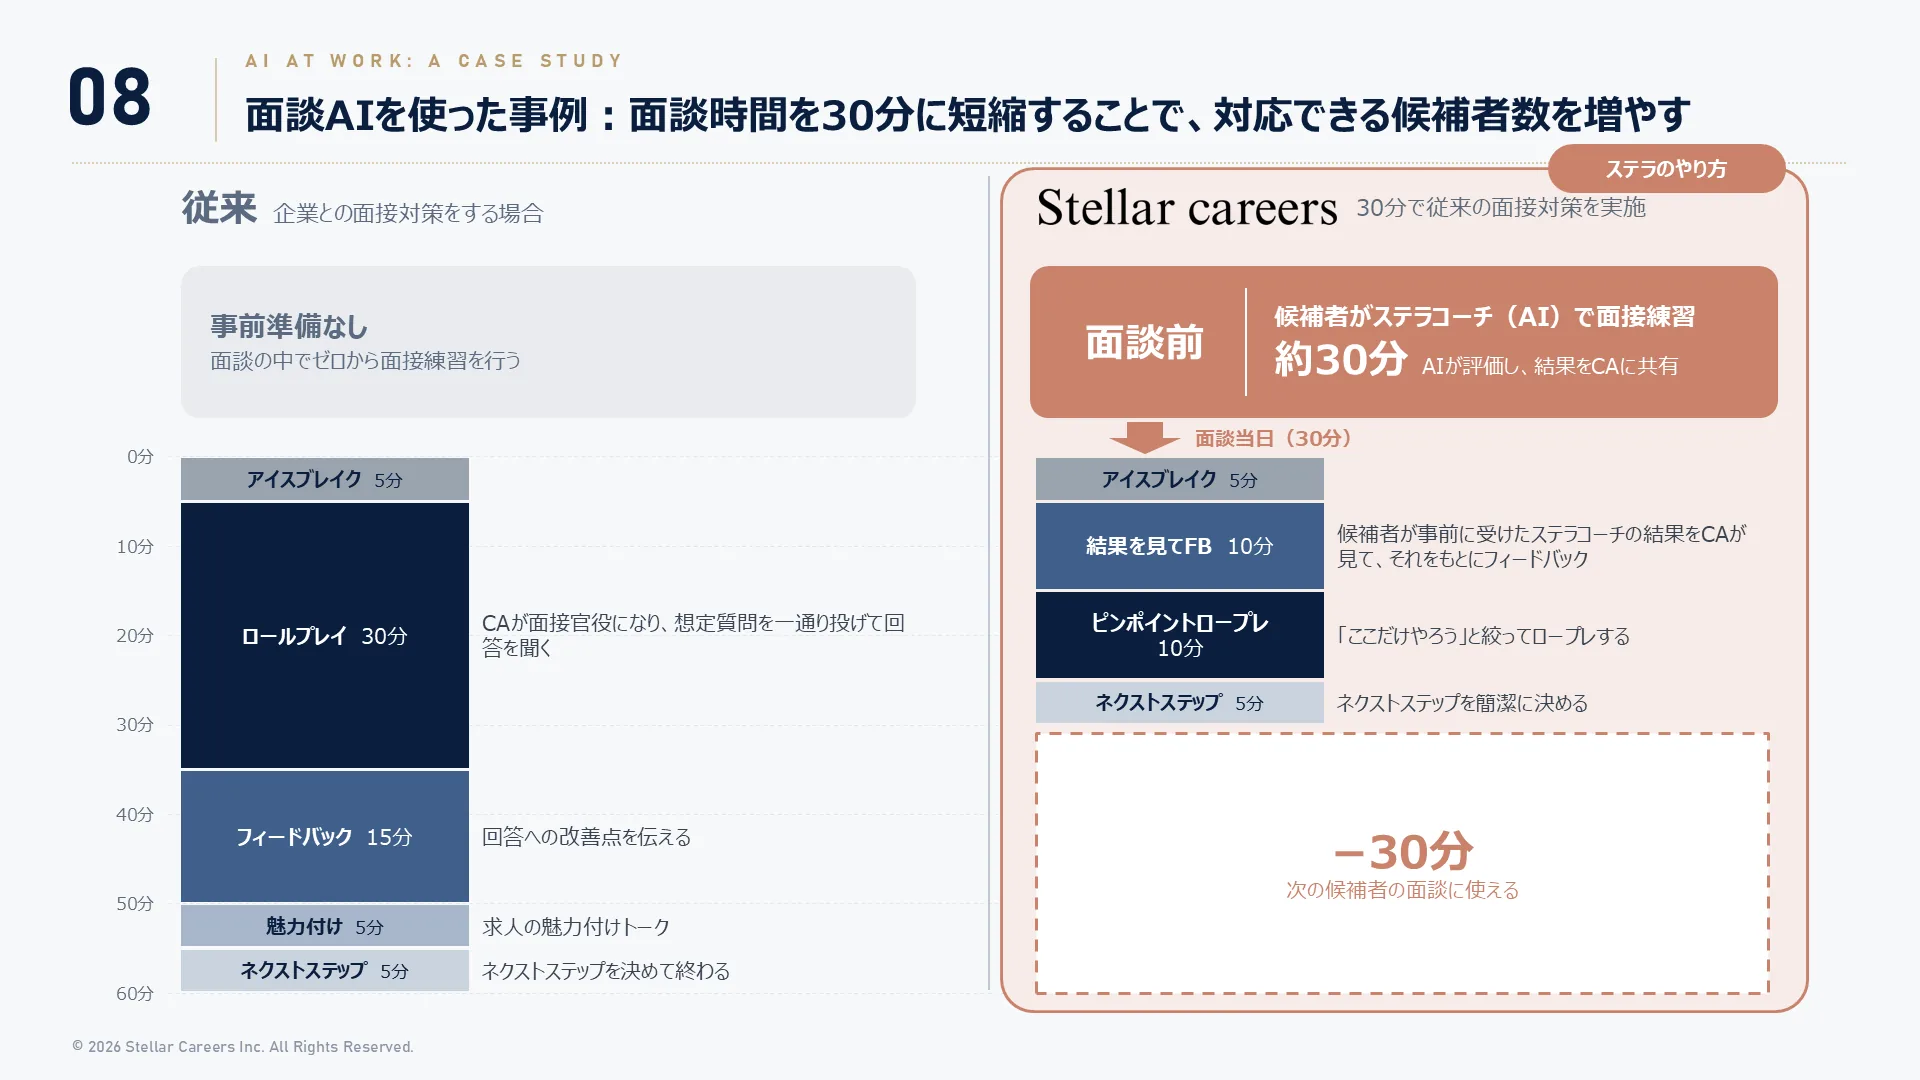 08
AI AT WORK: A CASE STUDY
面談AIを使った事例：面談時間を30分に短縮することで、対応できる候補者数を増やす
従来 企業との面接対策をする場合
事前準備なし
面談の中でゼロから面接練習を行う
0分
10分
20分
30分
40分
50分
60分
アイスブレイク 5分
ロールプレイ 30分
CAが面接官役になり、想定質問を一通り投げて回
答を聞く
フィードバック 15分
回答への改善点を伝える
魅力付け 5分
求人の魅力付けトーク
ネクストステップ 5分
ネクストステップを決めて終わる
ステラのやり方
Stellar careers 30分で従来の面接対策を実施
面談前
候補者がステラコーチ（AI）で面接練習
約30分 AIが評価し、結果をCAに共有
面談当日（30分）
アイスブレイク 5分
結果を見てFB 10分
候補者が事前に受けたステラコーチの結果をCAが
見て、それをもとにフィードバック
ピンポイントロープレ
10分
「ここだけやろう」と絞ってロープレする
ネクストステップ 5分
ネクストステップを簡潔に決める
−30分
次の候補者の面談に使える
© 2026 Stellar Careers Inc. All Rights Reserved.